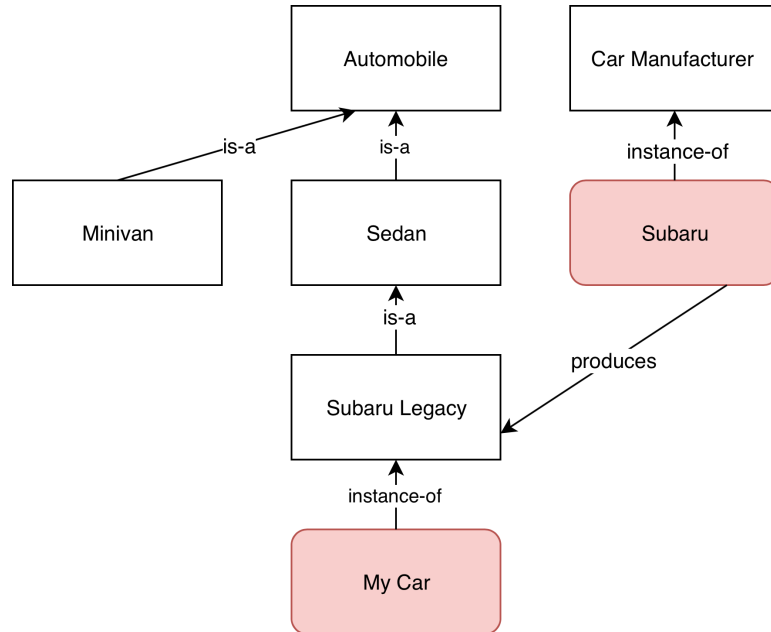 Automobile
Car Manufacturer
is-a
is-a
instance-of
Minivan
Sedan
Subaru
is-a
produces
Subaru Legacy
instance-of
My Car